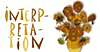 INTERP
RETA-
TION